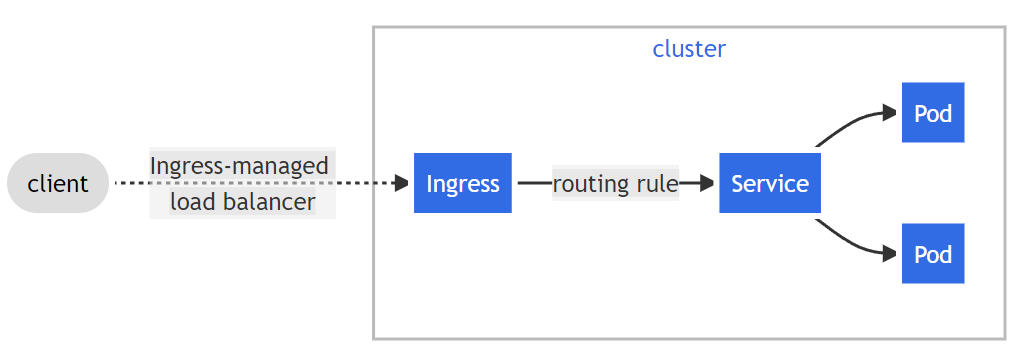 cluster
client
Ingress-managed
load balancer
Ingress
routing rule
Service
Pod
Pod